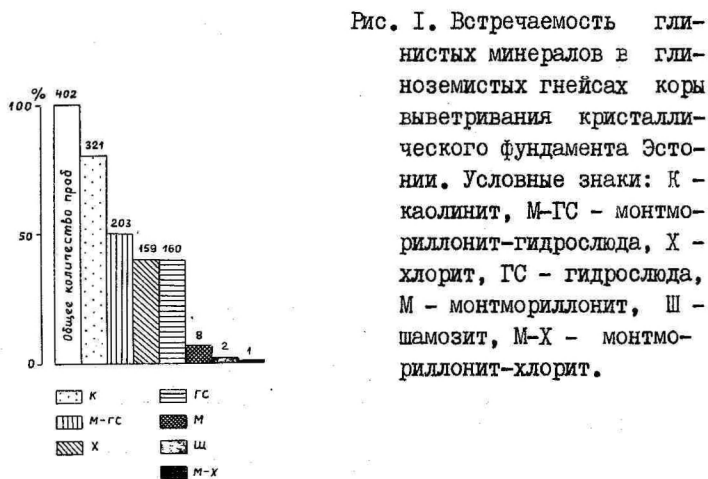 % 402
100
321
203
50
159 160
8
2
1
0
Общее количество проб
К
М-ГС
Х
ГС
М
Щ
М-Х
Рис. I. Встречаемость гли-
нистых минералов в гли-
ноземистых гнейсах коры
выветривания кристалли-
ческого фундамента Эсто-
нии. Условные знаки: К -
каолинит, М-ГС - монтмо-
риллонит-гидрослюда, Х -
хлорит, ГС - гидрослюда,
М - монтмориллонит, Ш -
шамозит, М-Х - монтмо-
риллонит-хлорит.